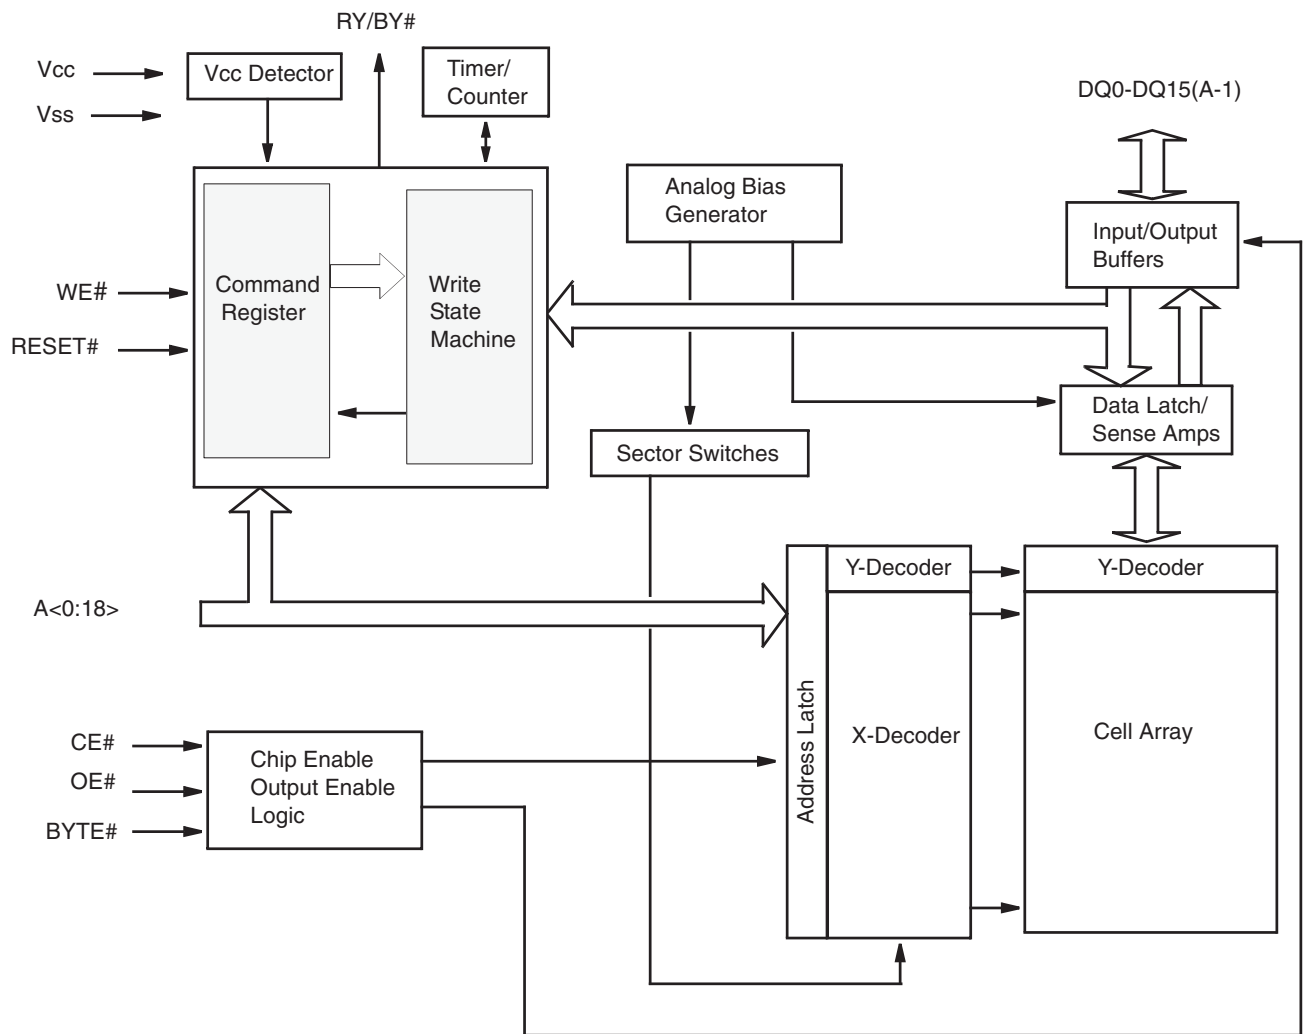 RY/BY#
Vcc
Vss
Vcc Detector
Timer/
Counter
DQ0-DQ15(A-1)
Analog Bias
Generator
Input/Output
Buffers
WE#
RESET#
Command
Register
Write
State
Machine
Data Latch/
Sense Amps
Sector Switches
A<0:18>
Y-Decoder
Y-Decoder
Address Latch
X-Decoder
Cell Array
CE#
OE#
BYTE#
Chip Enable
Output Enable
Logic